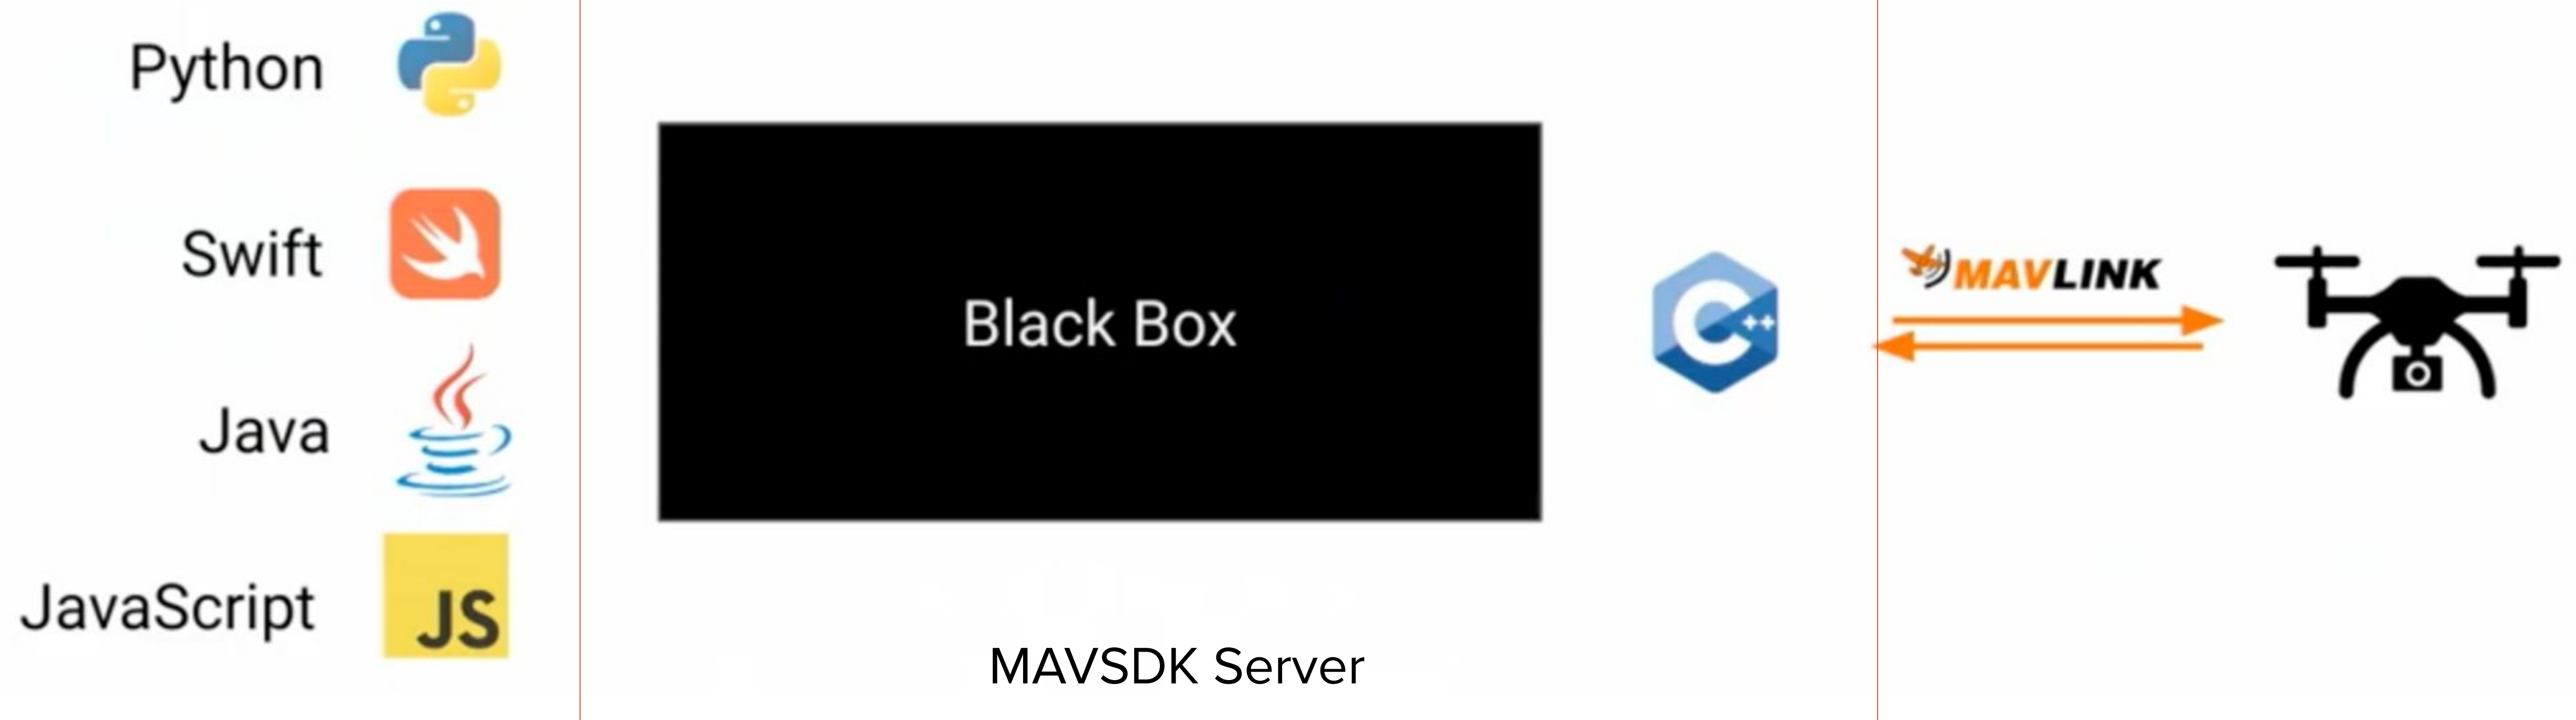 Python
Swift
Java
JavaScript
JS
Black Box
MAVSDK Server
C++
MAVLINK